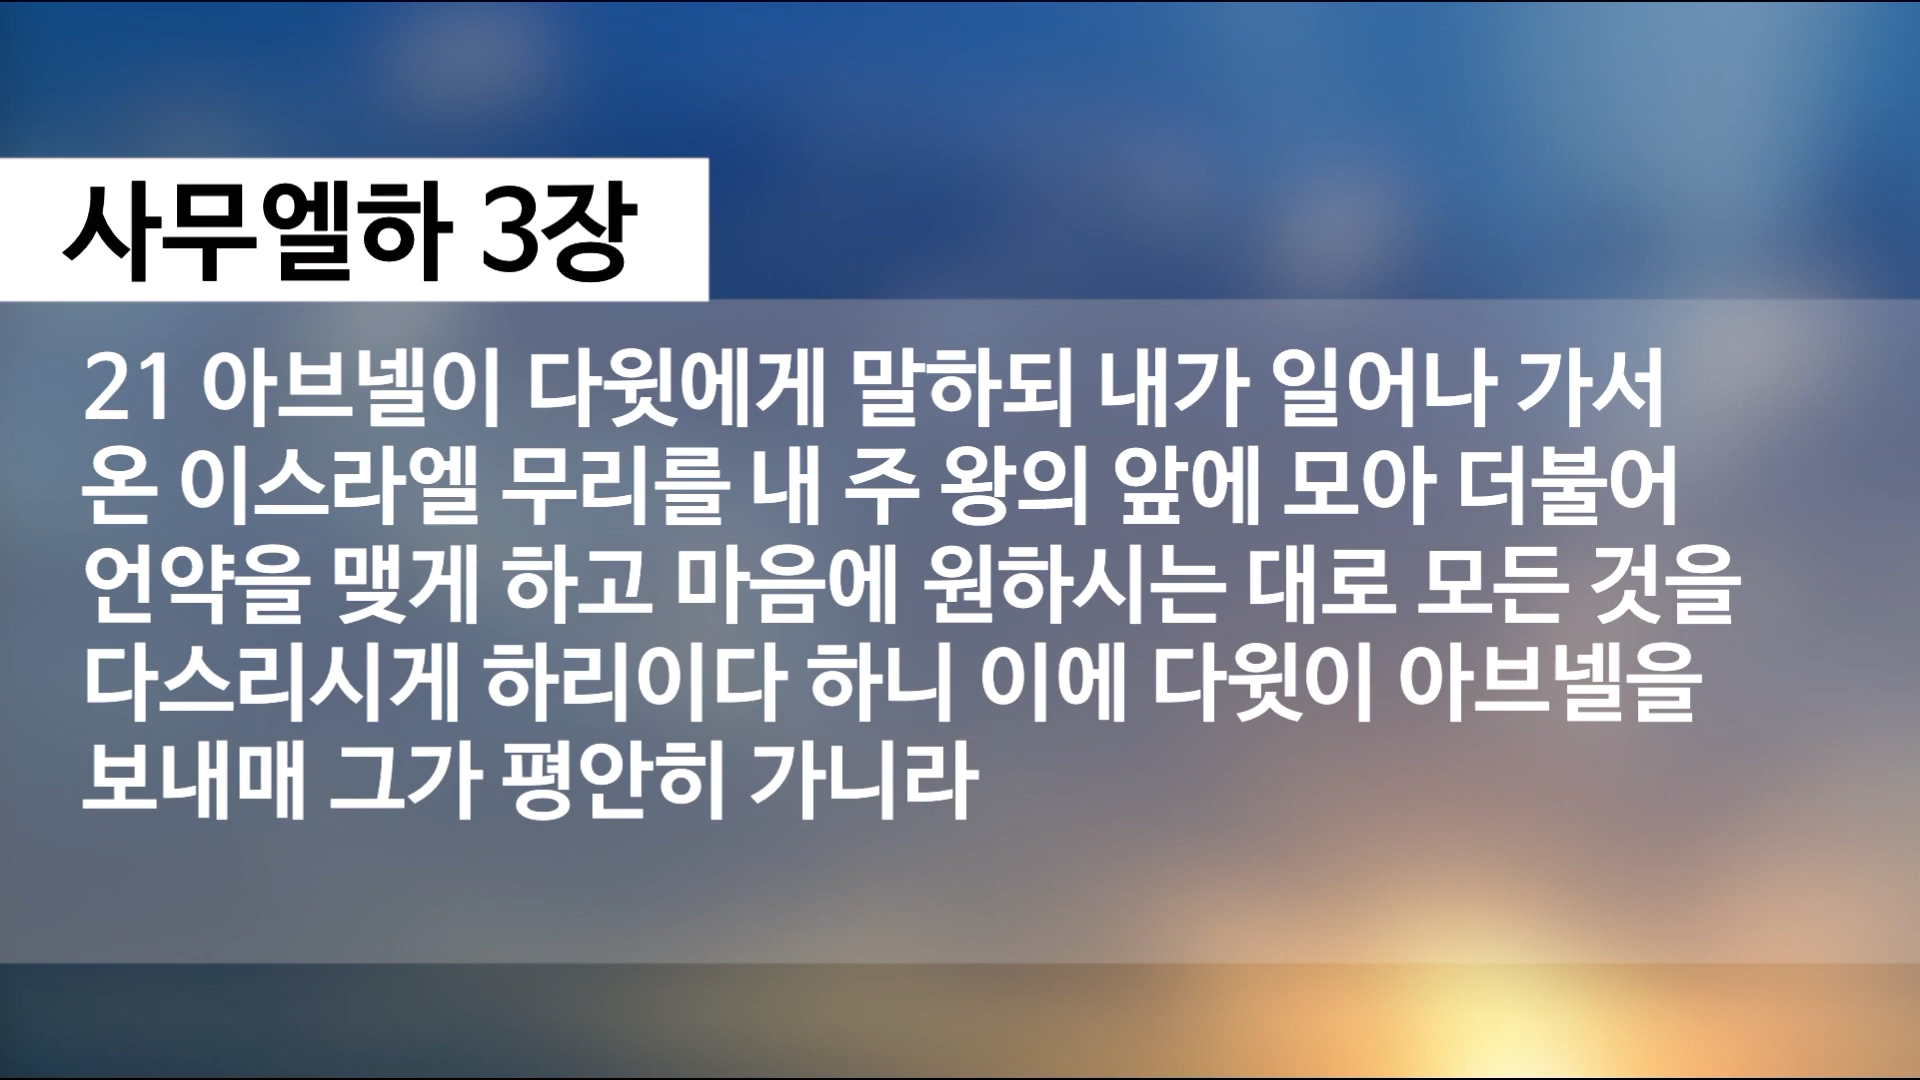 사무엘하 3장
21 아브넬이 다윗에게 말하되 내가 일어나 가서
온 이스라엘 무리를 내 주 왕의 앞에 모아 더불어
언약을 맺게 하고 마음에 원하시는 대로 모든 것을
다스리시게 하리이다 하니 이에 다윗이 아브넬을
보내매 그가 평안히 가니라